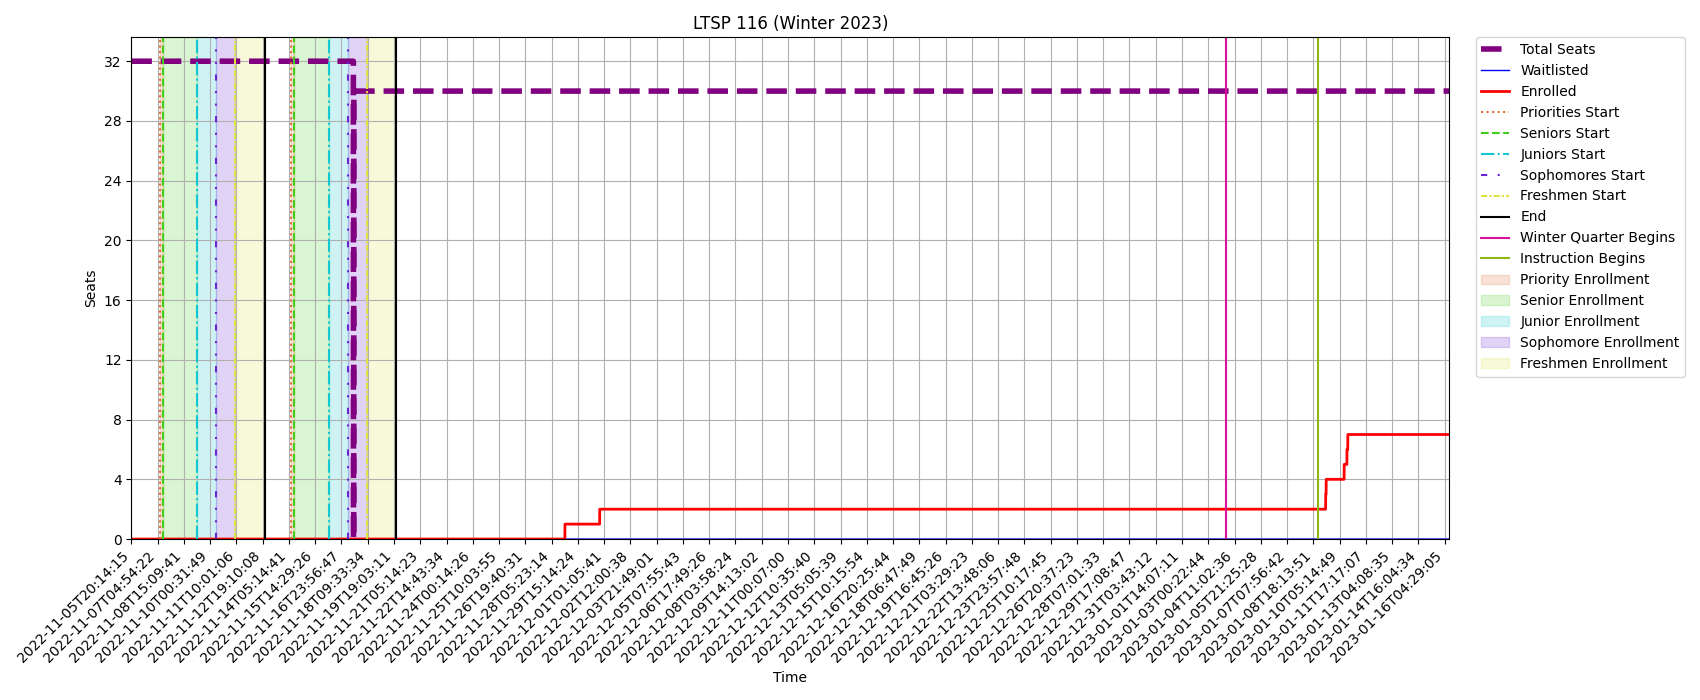 LTSP 116 (Winter 2023)
Seats
32
28
24
20
16
12
8
4
0
2022-11-05T20:14:15
2022-11-07T04:54:22
2022-11-08T15:09:41
2022-11-10T00:31:49
2022-11-11T10:01:06
2022-11-12T19:10:08
2022-11-14T05:14:41
2022-11-15T14:29:26
2022-11-16T23:56:47
2022-11-18T09:33:34
2022-11-19T19:03:11
2022-11-21T05:14:23
2022-11-22T14:43:34
2022-11-24T00:14:26
2022-11-25T10:03:55
2022-11-26T19:40:31
2022-11-28T05:23:14
2022-11-29T15:14:24
2022-12-01T01:05:41
2022-12-02T12:00:38
2022-12-03T21:49:01
2022-12-05T07:55:43
2022-12-06T17:49:26
2022-12-08T03:58:24
2022-12-09T14:13:02
2022-12-11T00:07:00
2022-12-12T10:35:40
2022-12-13T05:05:39
2022-12-15T10:15:54
2022-12-16T20:25:44
2022-12-18T06:47:49
2022-12-19T16:45:26
2022-12-21T03:29:23
2022-12-22T13:48:06
2022-12-23T23:57:48
2022-12-25T10:17:45
2022-12-26T20:37:23
2022-12-28T07:01:33
2022-12-29T17:08:47
2022-12-31T03:43:12
2023-01-01T14:07:11
2023-01-03T00:22:44
2023-01-04T11:02:36
2023-01-05T21:25:28
2023-01-07T07:56:42
2023-01-08T18:13:51
2023-01-10T05:14:49
2023-01-11T17:17:07
2023-01-13T04:08:35
2023-01-14T16:04:34
2023-01-16T04:29:05
Time
Total Seats
Waitlisted
Enrolled
Priorities Start
Seniors Start
Juniors Start
Sophomores Start
Freshmen Start
End
Winter Quarter Begins
Instruction Begins
Priority Enrollment
Senior Enrollment
Junior Enrollment
Sophomore Enrollment
Freshmen Enrollment